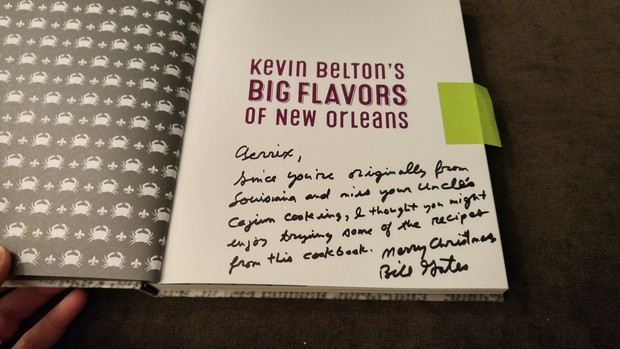 Kevin Belton's
BIG FLAVORS
OF New Orleans
Gerrix,
Since you're originally from
Louisiana and miss your Uncle's
Cajun cooking, I thought you might
enjoy trying some of the recipes
from this cookbook. Merry Christmas
Bill Gates